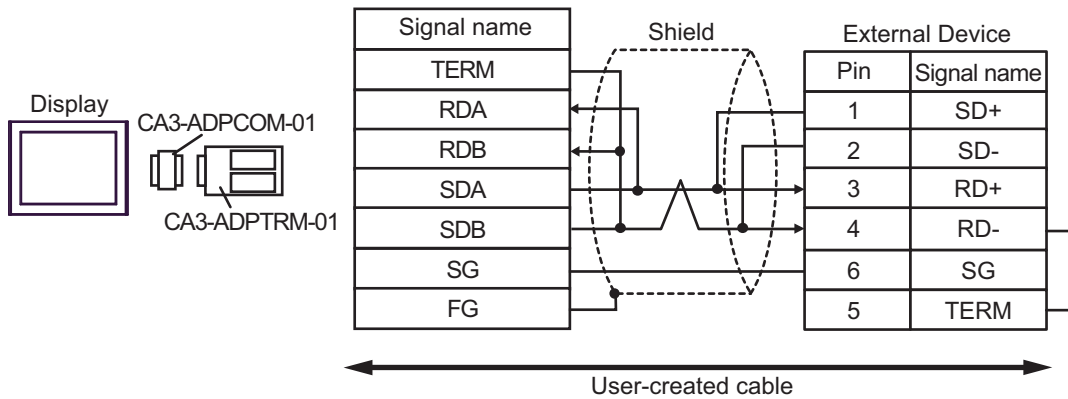 Display
CA3-ADPCOM-01
CA3-ADPTRM-01
Signal name
TERM
RDA
RDB
SDA
SDB
SG
FG
Shield
External Device
Pin Signal name
1 SD+
2 SD-
3 RD+
4 RD-
6 SG
5 TERM
User-created cable